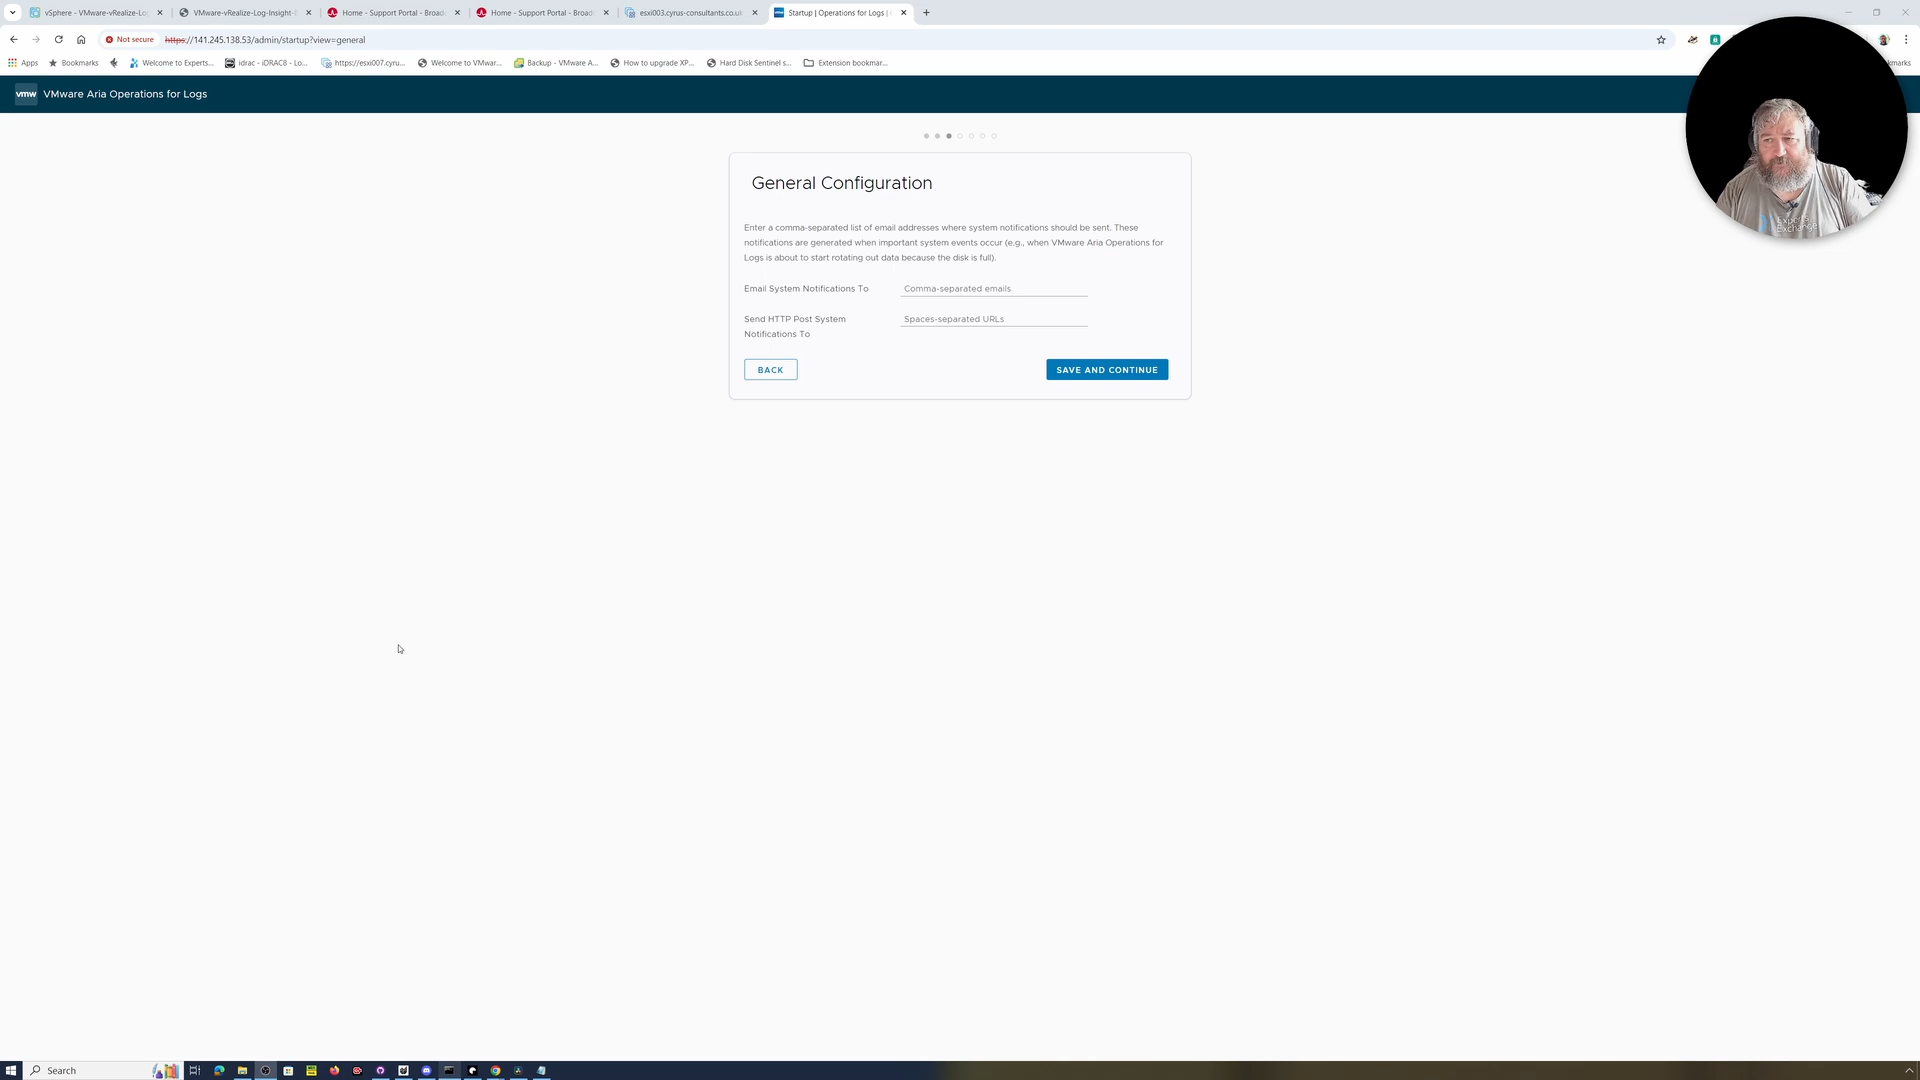 vSphere - VMware-vRealize-Lo
VMware-vRealize-Log-Insight-
Home - Support Portal - Broad
Home - Support Portal - Broad
esxi003.cyrus-consultants.co.uk
Startup | Operations for Logs |
Not secure
https://141.245.138.53/admin/startup?view=general
Apps
Bookmarks
Welcome to Experts...
idrac - iDRAC8 - Lo...
https://esxi007.cyru...
Welcome to VMwar...
Backup - VMware A...
How to upgrade XP...
Hard Disk Sentinel s...
Extension bookmar...
kmarks
vmw VMware Aria Operations for Logs
General Configuration
Enter a comma-separated list of email addresses where system notifications should be sent. These
notifications are generated when important system events occur (e.g., when VMware Aria Operations for
Logs is about to start rotating out data because the disk is full).
Email System Notifications To
Comma-separated emails
Send HTTP Post System
Notifications To
Spaces-separated URLs
BACK
SAVE AND CONTINUE
Experts
Exchange
Search